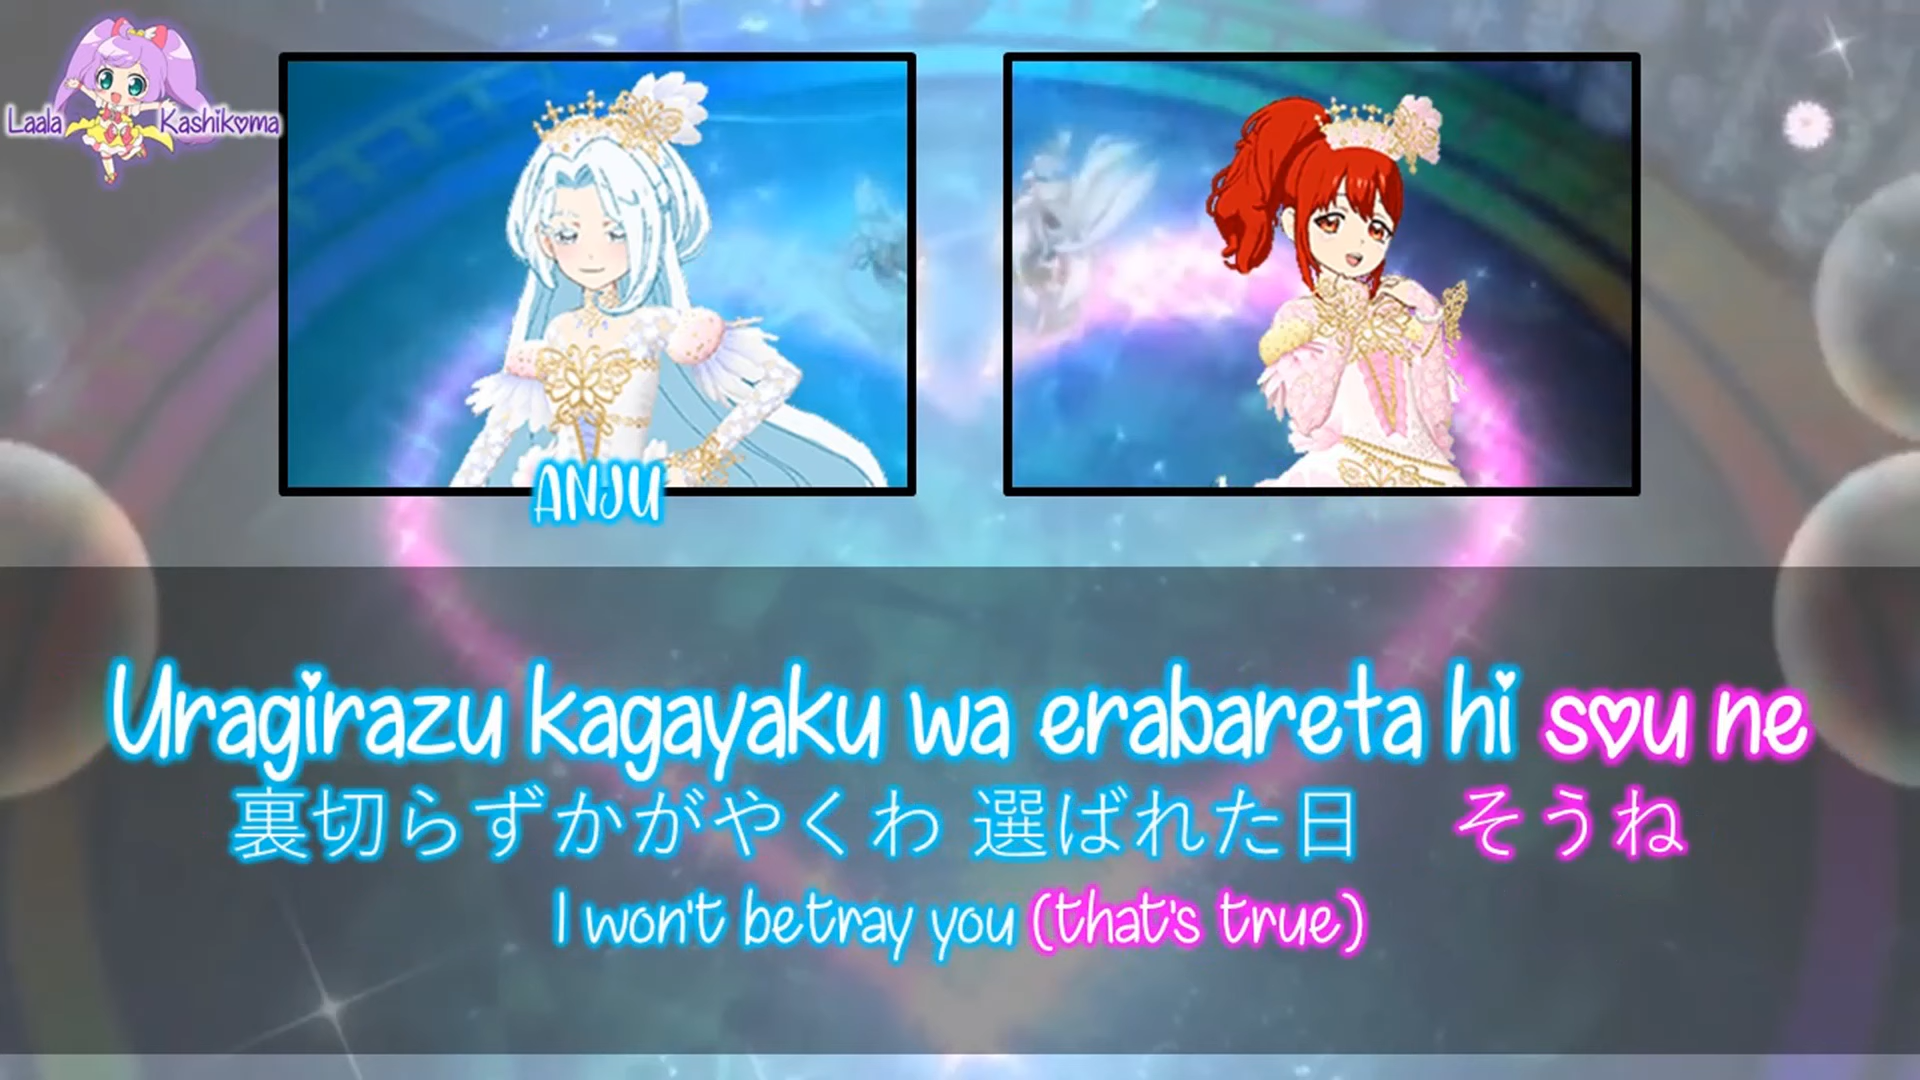 Laala Kashikoma
ANJU
Uragirazu kagayaku wa erabareta hi sou ne
裏切らずかがやくわ 選ばれた日 そうね
I won't betray you (that's true)